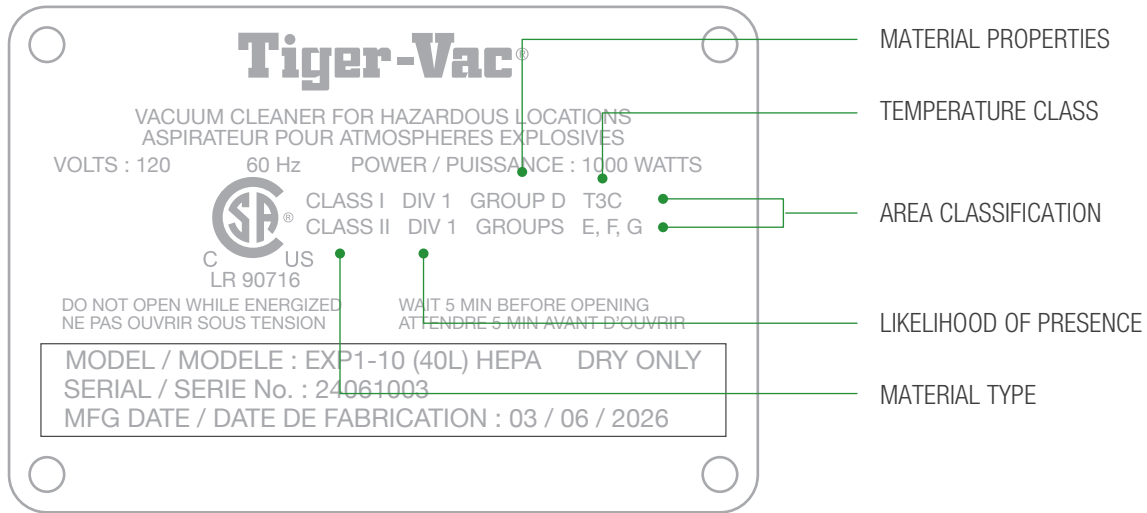 Tiger-Vac®
VACUUM CLEANER FOR HAZARDOUS LOCATIONS
ASPIRATEUR POUR ATMOSPHERES EXPLOSIVES
VOLTS : 120 60 Hz POWER / PUISSANCE : 1000 WATTS
CSA ®
C US
LR 90716
CLASS I DIV 1 GROUP D T3C
CLASS II DIV 1 GROUPS E, F, G
DO NOT OPEN WHILE ENERGIZED
NE PAS OUVRIR SOUS TENSION
WAIT 5 MIN BEFORE OPENING
ATTENDRE 5 MIN AVANT D'OUVRIR
MODEL / MODELE : EXP1-10 (40L) HEPA DRY ONLY
SERIAL / SERIE No. : 24061003
MFG DATE / DATE DE FABRICATION : 03 / 06 / 2026
MATERIAL PROPERTIES
TEMPERATURE CLASS
AREA CLASSIFICATION
LIKELIHOOD OF PRESENCE
MATERIAL TYPE